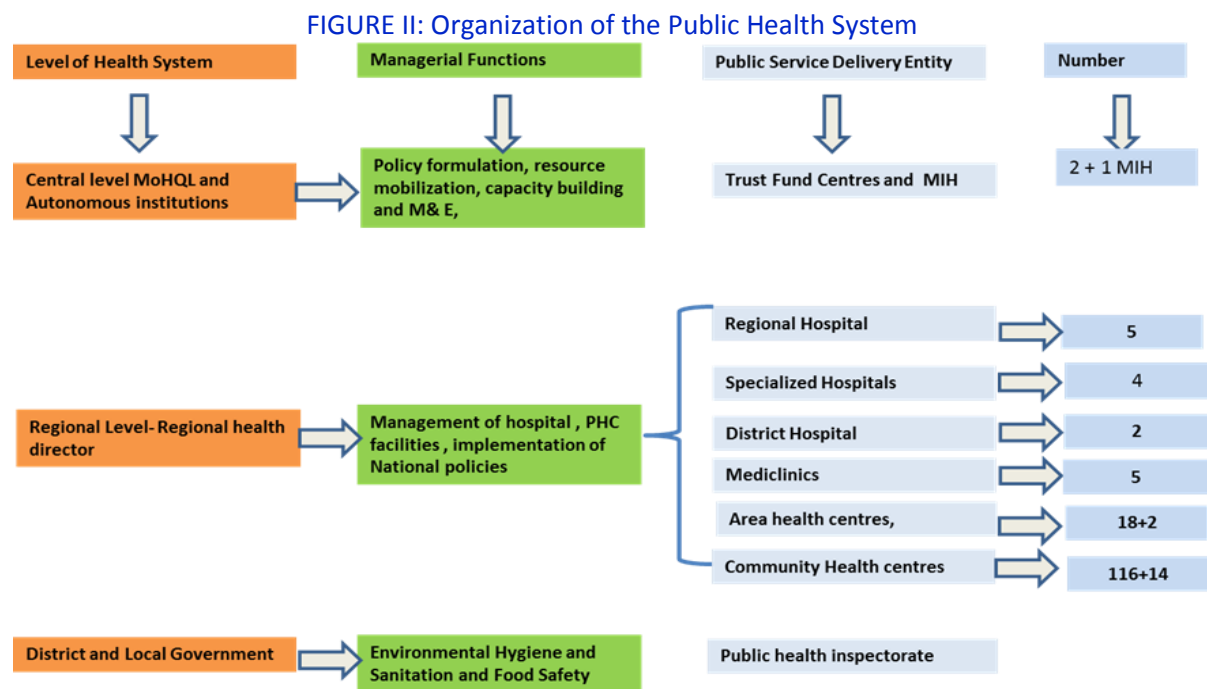 FIGURE II: Organization of the Public Health System
Level of Health System
Managerial Functions
Public Service Delivery Entity
Number
Central level MoHQL and
Autonomous institutions
Policy formulation, resource
mobilization, capacity building
and M& E,
Trust Fund Centres and MIH
2 + 1 MIH
Regional Level- Regional health
director
Management of hospital , PHC
facilities , implementation of
National policies
Regional Hospital
5
Specialized Hospitals
4
District Hospital
2
Mediclinics
5
Area health centres,
18+2
Community Health centres
116+14
District and Local Government
Environmental Hygiene and
Sanitation and Food Safety
Public health inspectorate